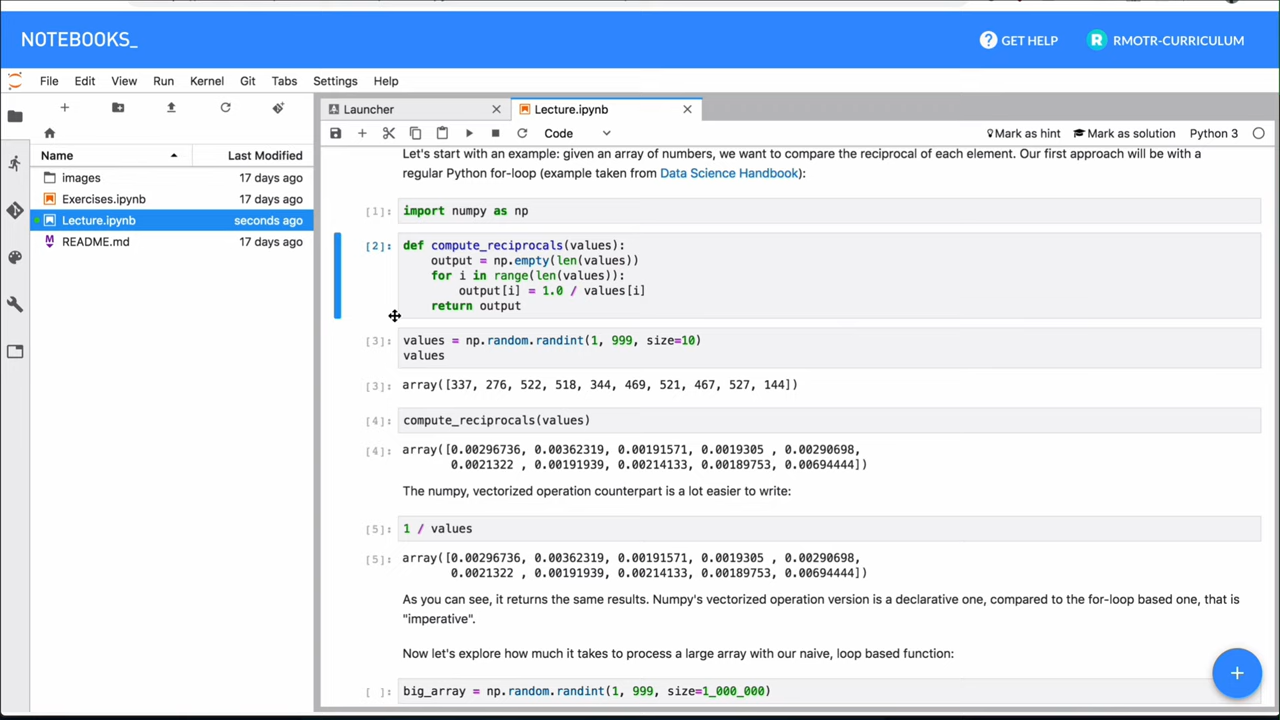 NOTEBOOKS_
GET HELP
R RMOTR-CURRICULUM
File Edit View Run Kernel Git Tabs Settings Help
Launcher
Lecture.ipynb
Code
Mark as hint
Mark as solution
Python 3
Name Last Modified
images 17 days ago
Exercises.ipynb 17 days ago
Lecture.ipynb seconds ago
README.md 17 days ago
Let's start with an example: given an array of numbers, we want to compare the reciprocal of each element. Our first approach will be with a
regular Python for-loop (example taken from Data Science Handbook):
[1]: import numpy as np
[2]: def compute_reciprocals(values):
output = np.empty(len(values))
for i in range(len(values)):
output[i] = 1.0 / values[i]
return output
[3]: values = np.random.randint(1, 999, size=10)
values
[3]: array([337, 276, 522, 518, 344, 469, 521, 467, 527, 144])
[4]: compute_reciprocals(values)
[4]: array([0.00296736, 0.00362319, 0.00191571, 0.0019305 , 0.00290698,
0.0021322 , 0.00191939, 0.00214133, 0.00189753, 0.00694444])
The numpy, vectorized operation counterpart is a lot easier to write:
[5]: 1 / values
[5]: array([0.00296736, 0.00362319, 0.00191571, 0.0019305 , 0.00290698,
0.0021322 , 0.00191939, 0.00214133, 0.00189753, 0.00694444])
As you can see, it returns the same results. Numpy's vectorized operation version is a declarative one, compared to the for-loop based one, that is
"imperative".
Now let's explore how much it takes to process a large array with our naive, loop based function:
[ ]: big_array = np.random.randint(1, 999, size=1_000_000)